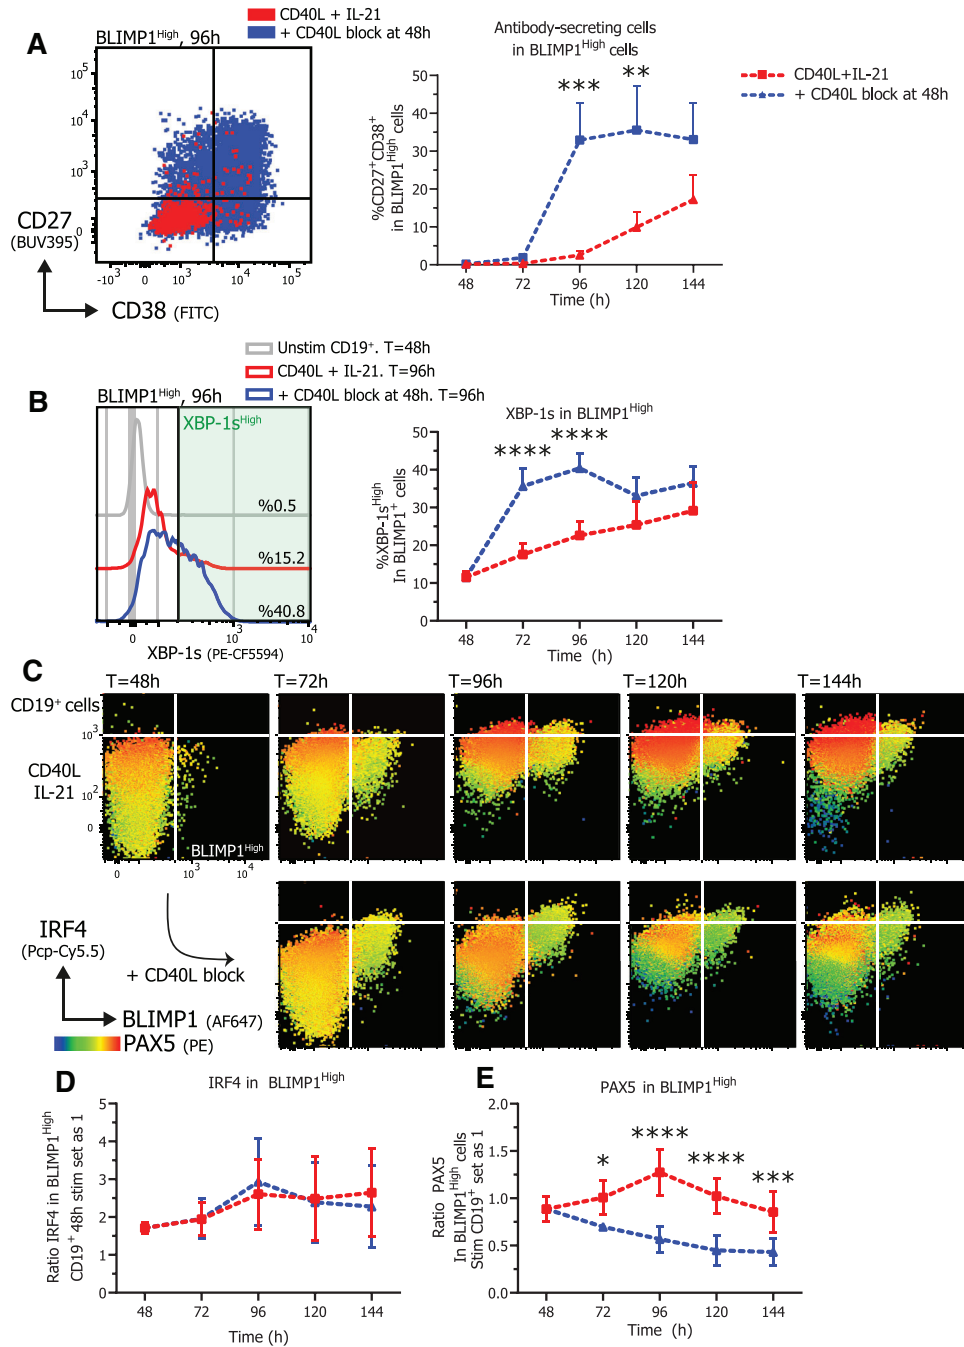 A
BLIMP1High, 96h
CD40L + IL-21
+ CD40L block at 48h
10^5
10^4
10^3
0
-10^3 0 10^3 10^4 10^5
CD27
(BUV395)
CD38 (FITC)
Antibody-secreting cells
in BLIMP1High cells
%CD27+CD38+
in BLIMP1High cells
50
40
30
20
10
0
*** **
48 72 96 120 144
Time (h)
CD40L+IL-21
+ CD40L block at 48h
B
Unstim CD19+. T=48h
CD40L + IL-21. T=96h
+ CD40L block at 48h. T=96h
BLIMP1High, 96h
XBP-1sHigh
%0.5
%15.2
%40.8
0 10^3 10^4
XBP-1s (PE-CF5594)
XBP-1s in BLIMP1High
%XBP-1sHigh
In BLIMP1+ cells
50
40
30
20
10
0
**** ****
48 72 96 120 144
Time (h)
C
T=48h T=72h T=96h T=120h T=144h
CD19+ cells
10^3
CD40L
IL-21
10^2
0
BLIMP1High
0 10^3 10^4
+ CD40L block
IRF4
(Pcp-Cy5.5)
BLIMP1 (AF647)
PAX5 (PE)
D
IRF4 in BLIMP1High
Ratio IRF4 in BLIMP1High
CD19+ 48h stim set as 1
5
4
3
2
1
0
48 72 96 120 144
Time (h)
E
PAX5 in BLIMP1High
Ratio PAX5
In BLIMP1High cells
Stim CD19+ set as 1
2.0
1.5
1.0
0.5
0.0
* **** **** ***
48 72 96 120 144
Time (h)